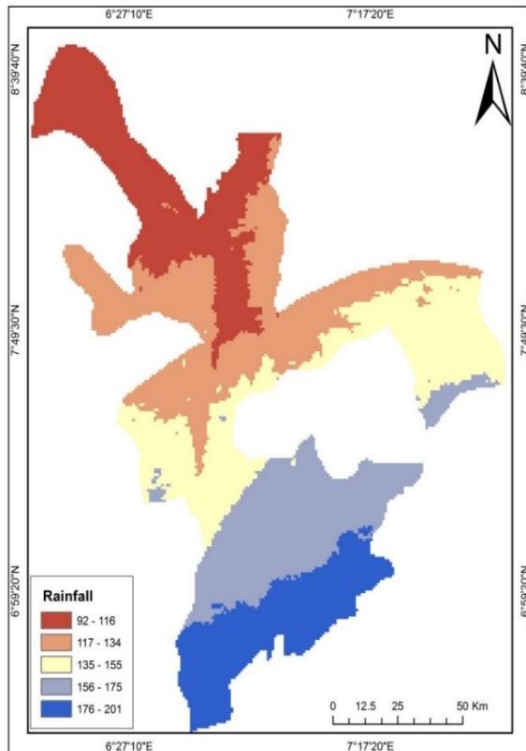 6°27'10"E 7°17'20"E
N
8°39'40"N 8°39'40"N
7°49'30"N 7°49'30"N
6°59'20"N 6°59'20"N
Rainfall
92 - 116
117 - 134
135 - 155
156 - 175
176 - 201
0 12.5 25 50 Km
6°27'10"E 7°17'20"E